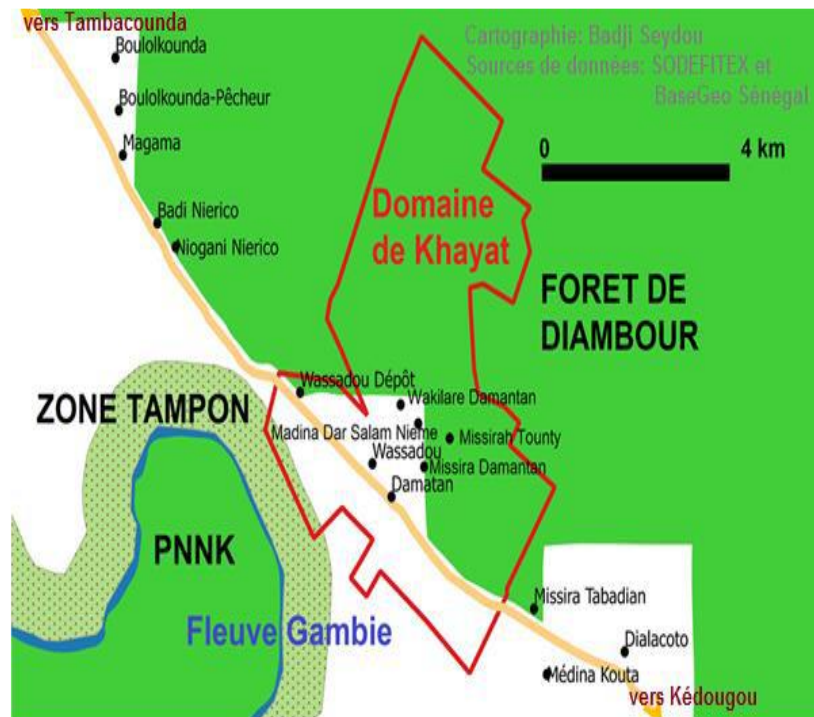 vers Tambacounda
Boulolkounda
Cartographie: Badji Seydou
Sources de données: SODEFITEX et
BaseGeo Sénégal
Boulolkounda-Pêcheur
Magama
0 4 km
Domaine
de Khayat
Badi Nierico
Niogani Nierico
FORET DE
DIAMBOUR
Wassadou Dépôt
ZONE TAMPON
Wakilare Damantan
Madina Dar Salam Nieme
Missirah Tounty
Wassadou
Missira Damantan
Damatan
PNNK
Fleuve Gambie
Missira Tabadian
Dialacoto
Médina Kouta
vers Kédougou